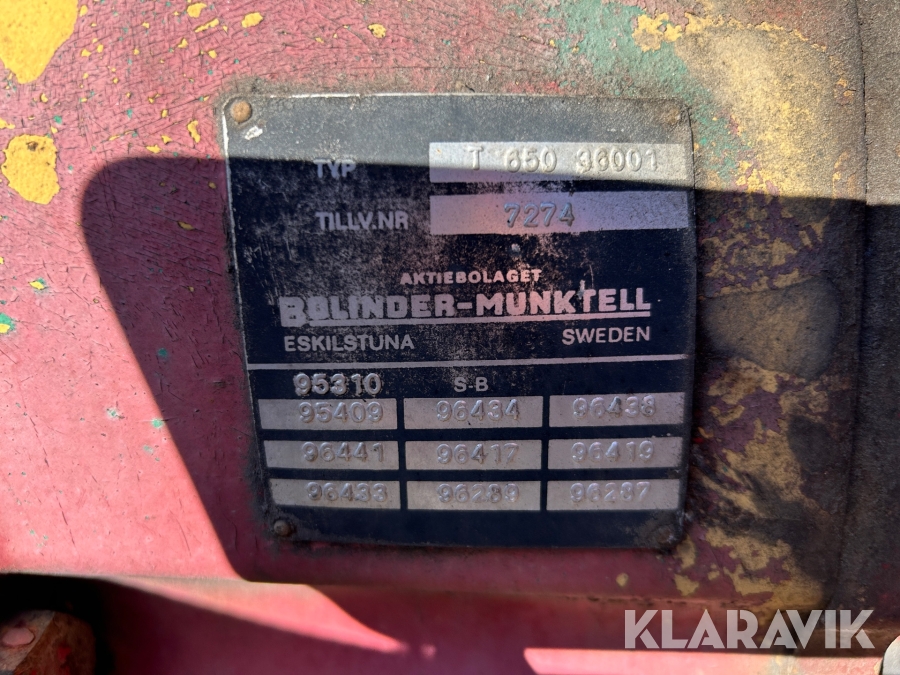 TYP T 650 96001
TILLV.NR 7274
AKTIEBOLAGET
BOLINDER-MUNKTELL
ESKILSTUNA SWEDEN
95310 S-B
95409 96434 96438
96441 96417 96419
96433 96289 96287
KLARAVIK